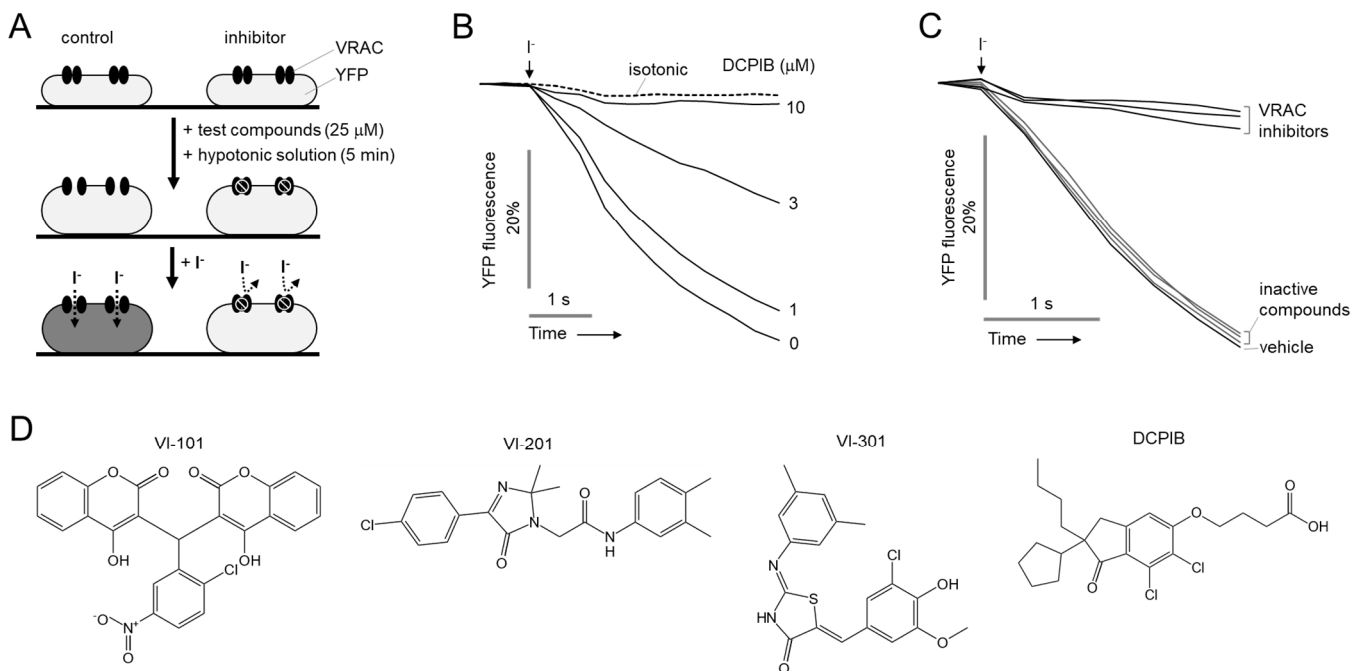 A
control
inhibitor
VRAC
YFP
+ test compounds (25 μM)
+ hypotonic solution (5 min)
+ I-
I-
I-
I-
I-
B
I-
isotonic
DCPIB (μM)
10
3
1
0
YFP fluorescence
20%
1 s
Time
C
I-
VRAC
inhibitors
YFP fluorescence
20%
1 s
Time
inactive
compounds
vehicle
D
VI-101
O
O
O
O
OH
OH
Cl
-O
N+
O
VI-201
Cl
N
N
O
O
N
H
VI-301
N
S
HN
O
Cl
OH
O
DCPIB
O
O
OH
O
Cl
Cl